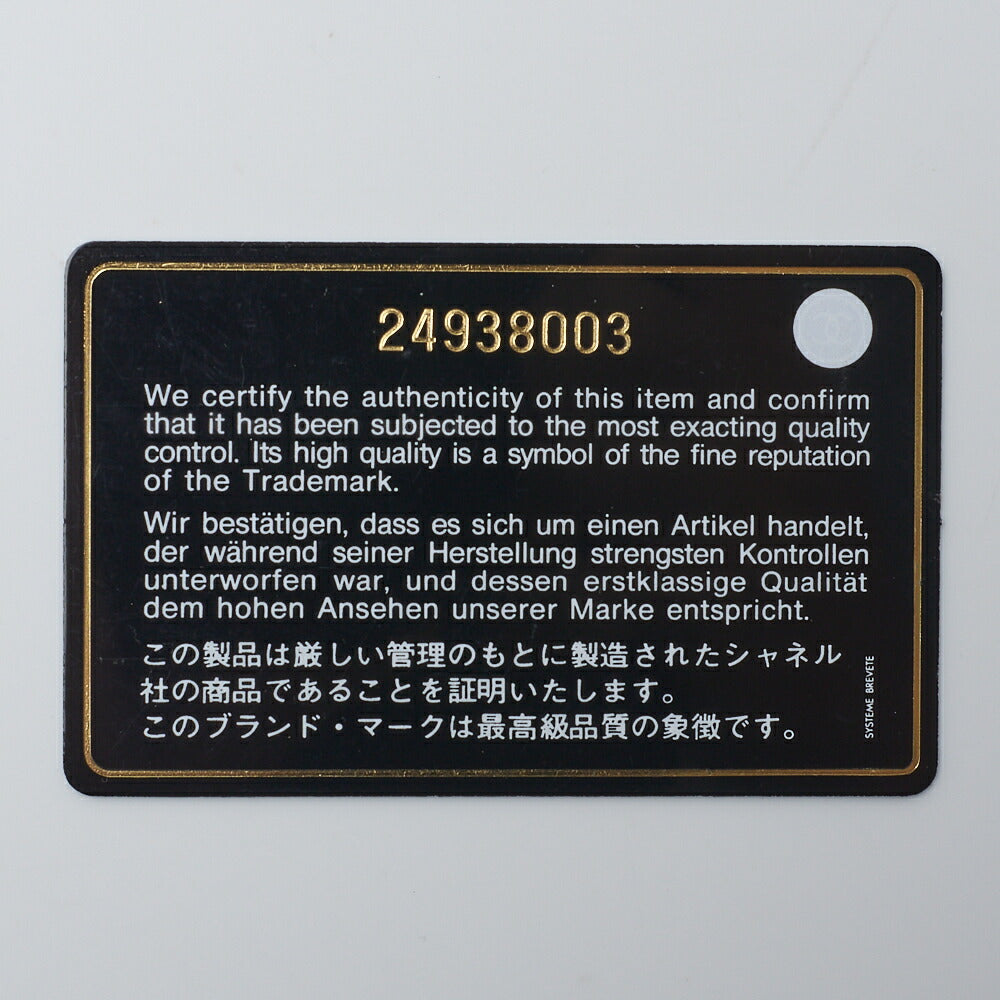 24938003
We certify the authenticity of this item and confirm
that it has been subjected to the most exacting quality
control. Its high quality is a symbol of the fine reputation
of the Trademark.
Wir bestätigen, dass es sich um einen Artikel handelt,
der während seiner Herstellung strengsten Kontrollen
unterworfen war, und dessen erstklassige Qualität
dem hohen Ansehen unserer Marke entspricht.
この製品は厳しい管理のもとに製造されたシャネル
社の商品であることを証明いたします。
このブランド・マークは最高級品質の象徴です。
SYSTEME BREVETE